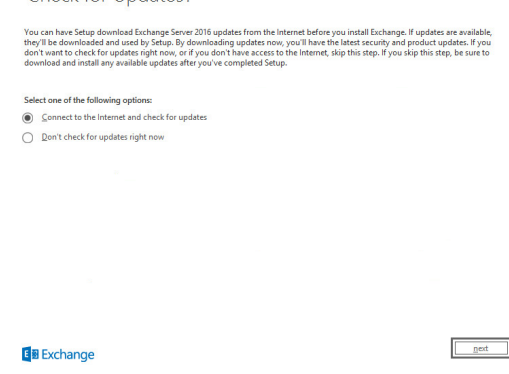 Check for Updates?
You can have Setup download Exchange Server 2016 updates from the Internet before you install Exchange. If updates are available,
they'll be downloaded and used by Setup. By downloading updates now, you'll have the latest security and product updates. If you
don't want to check for updates right now, or if you don't have access to the Internet, skip this step. If you skip this step, be sure to
download and install any available updates after you've completed Setup.
Select one of the following options:
Connect to the Internet and check for updates
Don't check for updates right now
Exchange
next